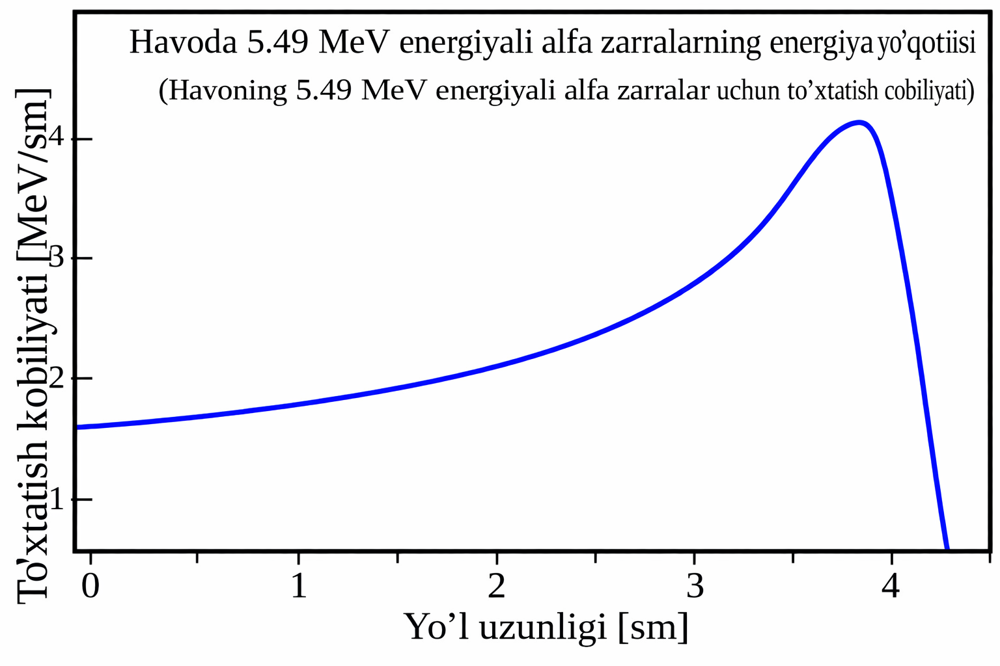 Havoda 5.49 MeV energiyali alfa zarralarning energiya yo’qotiisi
(Havoning 5.49 MeV energiyali alfa zarralar uchun to’xtatish cobiliyati)
To’xtatish kobiliyati [MeV/sm]
4
3
2
1
0 1 2 3 4
Yo’l uzunligi [sm]